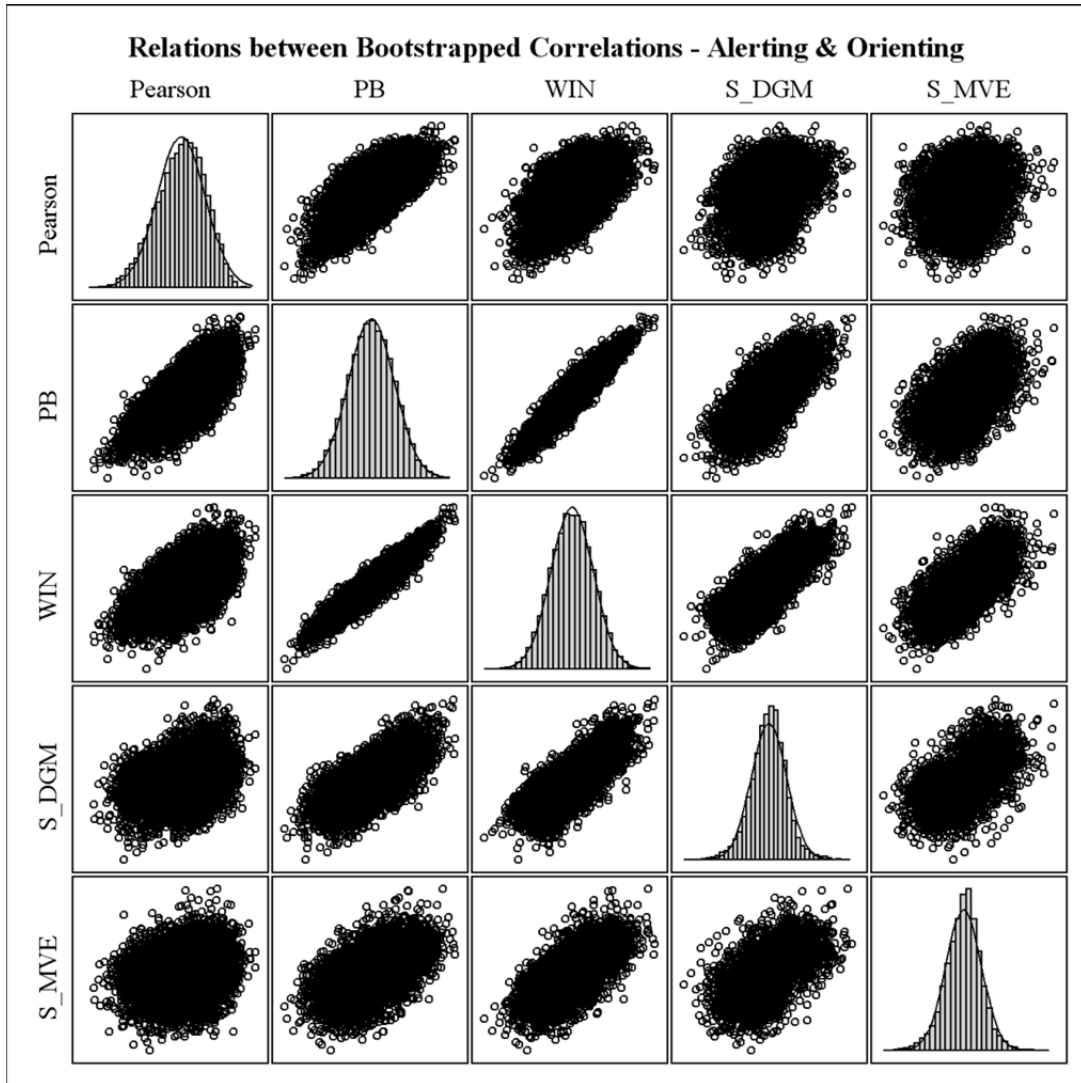 Relations between Bootstrapped Correlations - Alerting & Orienting
Pearson PB WIN S_DGM S_MVE
Pearson
PB
WIN
S_DGM
S_MVE